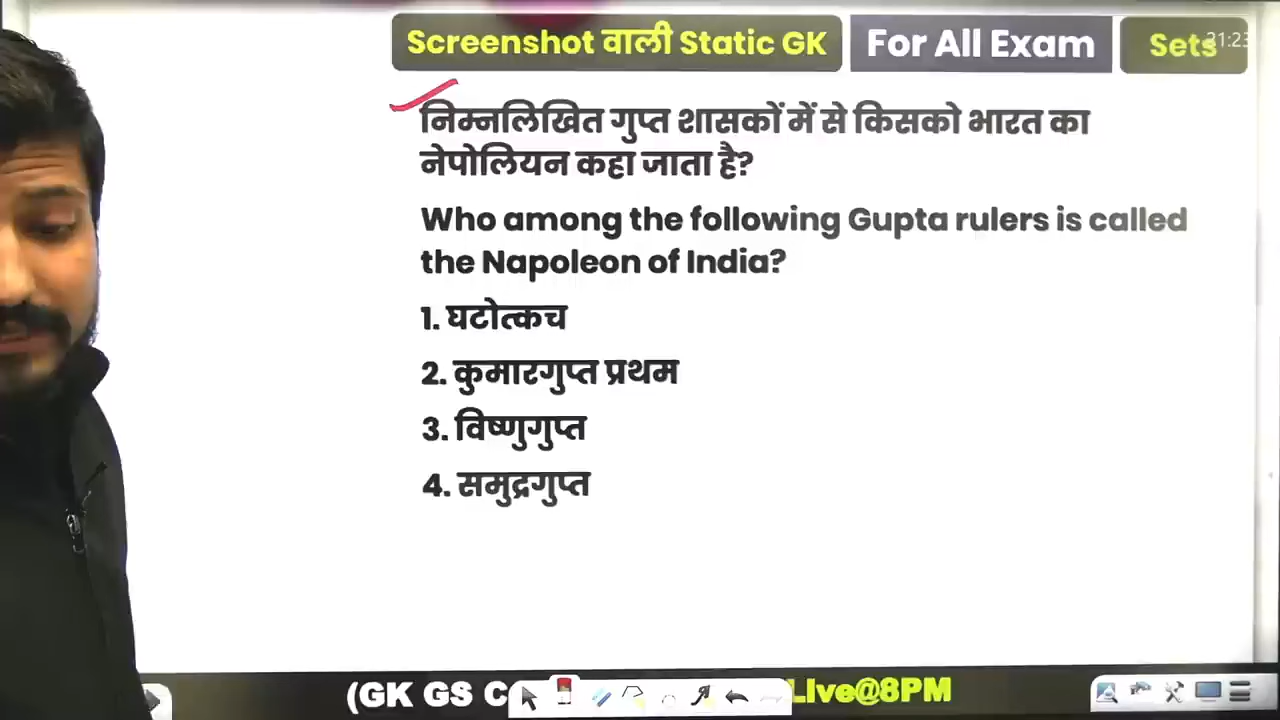 Screenshot वाली Static GK For All Exam Sets 21:23
निम्नलिखित गुप्त शासकों में से किसको भारत का
नेपोलियन कहा जाता है?
Who among the following Gupta rulers is called
the Napoleon of India?
1. घटोत्कच
2. कुमारगुप्त प्रथम
3. विष्णुगुप्त
4. समुद्रगुप्त
(GK GS Live@8PM